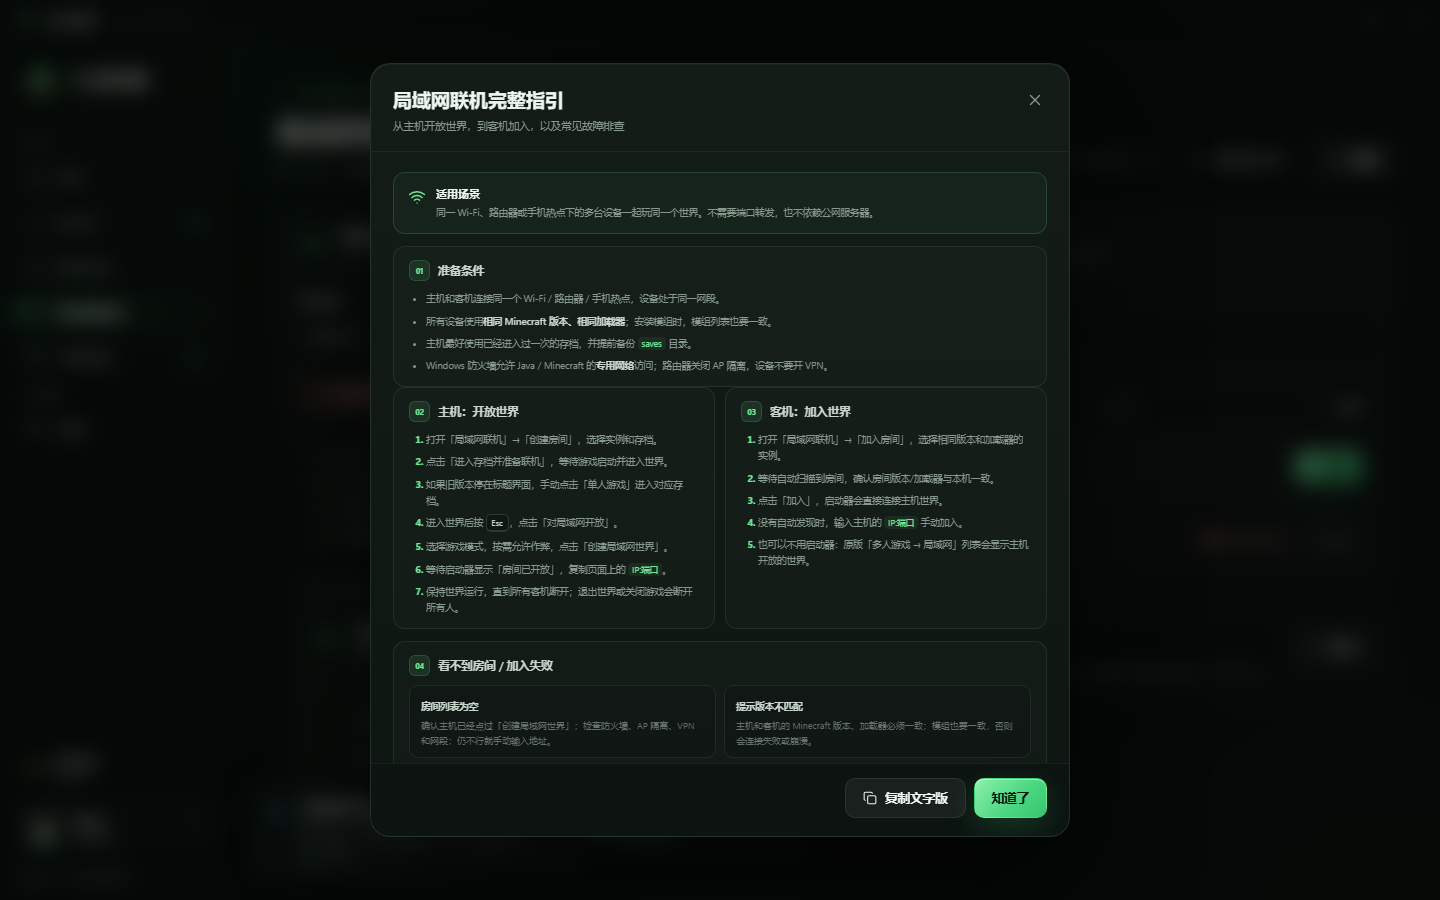 局域网联机完整指引
从主机开放世界，到客机加入，以及常见故障排查
适用场景
同一 Wi-Fi、路由器或手机热点下的多台设备一起玩同一个世界。不需要端口转发，也不依赖公网服务器。
01 准备条件
• 主机和客机连接同一个 Wi-Fi / 路由器 / 手机热点，设备处于同一网段。
• 所有设备使用相同 Minecraft 版本、相同加载器；安装模组时，模组列表也要一致。
• 主机最好使用已经进入过一次的存档，并提前备份 saves 目录。
• Windows 防火墙允许 Java / Minecraft 的专用网络访问；路由器关闭 AP 隔离，设备不要开 VPN。
02 主机：开放世界
1. 打开「局域网联机」→「创建房间」，选择实例和存档。
2. 点击「进入存档并准备联机」，等待游戏启动并进入世界。
3. 如果旧版本停在标题界面，手动点击「单人游戏」进入对应存
档。
4. 进入世界后按 Esc，点击「对局域网开放」。
5. 选择游戏模式，按需允许作弊，点击「创建局域网世界」。
6. 等待启动器显示「房间已开放」，复制页面上的 IP:端口。
7. 保持世界运行，直到所有客机断开；退出世界或关闭游戏会断开
所有人。
03 客机：加入世界
1. 打开「局域网联机」→「加入房间」，选择相同版本和加载器的
实例。
2. 等待自动扫描到房间，确认房间版本/加载器与本机一致。
3. 点击「加入」，启动器会直接连接主机世界。
4. 没有自动发现时，输入主机的 IP:端口 手动加入。
5. 也可以不用启动器：原版「多人游戏 → 局域网」列表会显示主机
开放的世界。
04 看不到房间 / 加入失败
房间列表为空
确认主机已经点过「创建局域网世界」；检查防火墙、AP 隔离、VPN
和网段；仍不行就手动输入地址。
提示版本不匹配
主机和客机的 Minecraft 版本、加载器必须一致；模组也要一致，否则
会连接失败或崩溃。
复制文字版
知道了